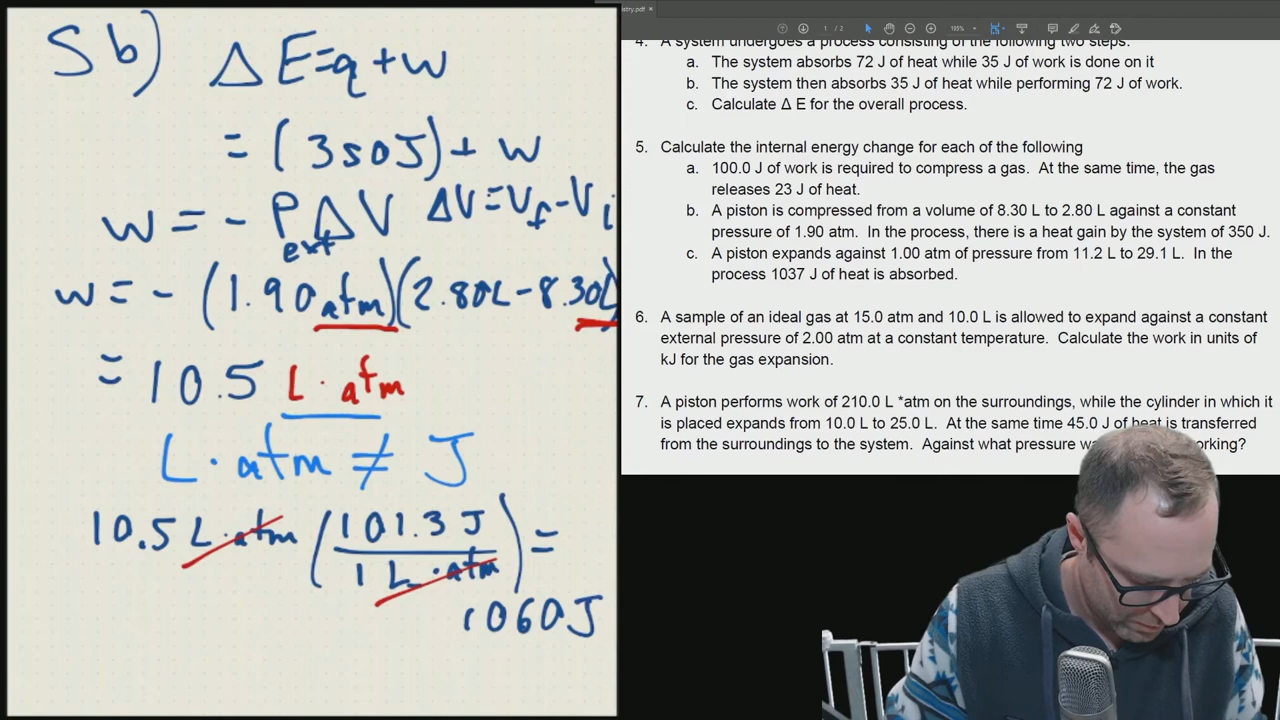 5b) ΔE=q+w
= (350J)+w
w = - P ext ΔV ΔV=Vf-Vi
w = - (1.90 atm)(2.80L-8.30L)
= 10.5 L·atm
L·atm ≠ J
10.5 L·atm (101.3 J / 1 L·atm) =
1060J
1 / 2
195%
4. A system undergoes a process consisting of the following two steps.
a. The system absorbs 72 J of heat while 35 J of work is done on it
b. The system then absorbs 35 J of heat while performing 72 J of work.
c. Calculate Δ E for the overall process.
5. Calculate the internal energy change for each of the following
a. 100.0 J of work is required to compress a gas. At the same time, the gas
releases 23 J of heat.
b. A piston is compressed from a volume of 8.30 L to 2.80 L against a constant
pressure of 1.90 atm. In the process, there is a heat gain by the system of 350 J.
c. A piston expands against 1.00 atm of pressure from 11.2 L to 29.1 L. In the
process 1037 J of heat is absorbed.
6. A sample of an ideal gas at 15.0 atm and 10.0 L is allowed to expand against a constant
external pressure of 2.00 atm at a constant temperature. Calculate the work in units of
kJ for the gas expansion.
7. A piston performs work of 210.0 L *atm on the surroundings, while the cylinder in which it
is placed expands from 10.0 L to 25.0 L. At the same time 45.0 J of heat is transferred
from the surroundings to the system. Against what pressure orking?